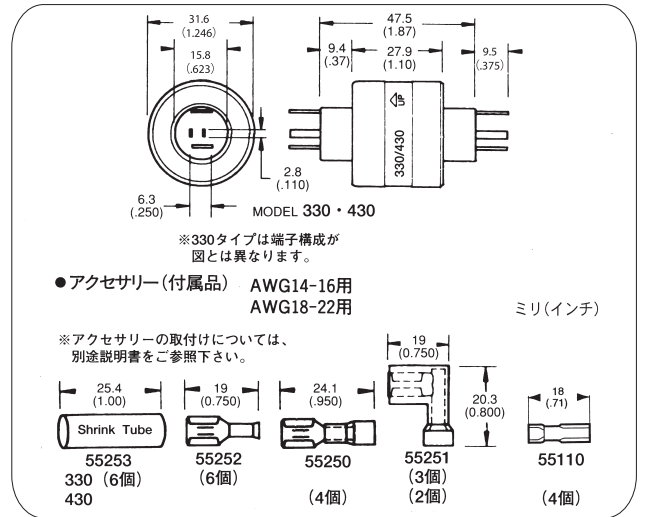 31.6
(1.246)
15.8
(.623)
47.5
(1.87)
9.4
(.37)
27.9
(1.10)
9.5
(.375)
UP
330/430
2.8
(.110)
6.3
(.250)
MODEL 330・430
※330タイプは端子構成が
図とは異なります。
●アクセサリー(付属品) AWG14-16用
AWG18-22用
ミリ(インチ)
※アクセサリーの取付けについては、
別途説明書をご参照下さい。
25.4
(1.00)
Shrink Tube
55253
330 (6個)
430
19
(0.750)
55252
(6個)
24.1
(.950)
55250
(4個)
19
(0.750)
20.3
(0.800)
55251
(3個)
(2個)
18
(.71)
55110
(4個)